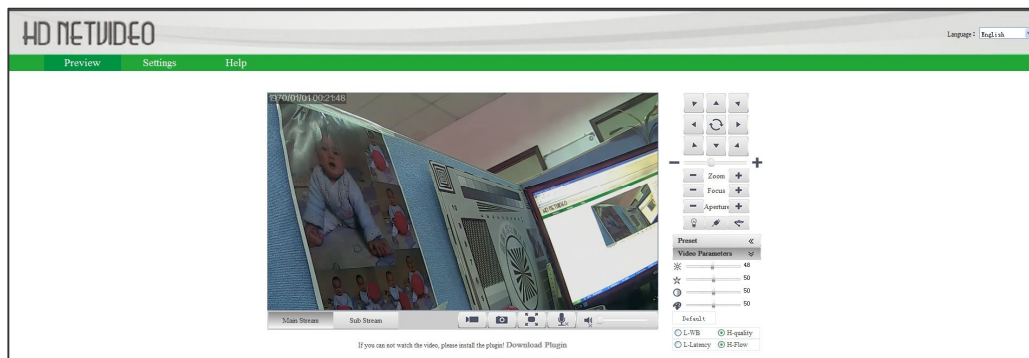 HD NETVIDEO
Language: English
Preview Settings Help
1970/01/01 00:21:48
HD NETVIDEO
Zoom
Focus
Aperture
Preset
Video Parameters
48
50
50
50
Default
L-WB H-quality
L-Latency H-Flow
Main Stream Sub Stream
If you can not watch the video, please install the plugin! Download Plugin